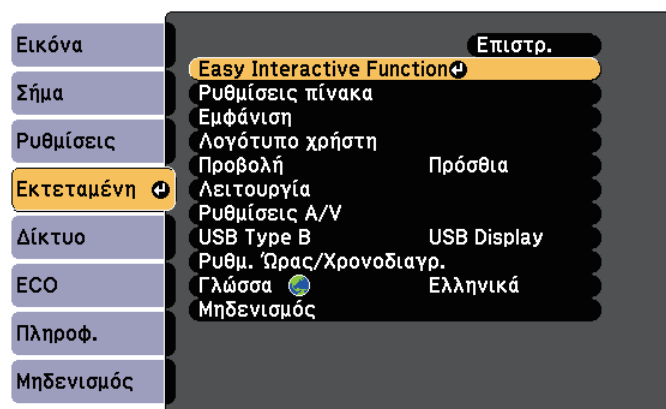 Εικόνα
Σήμα
Ρυθμίσεις
Εκτεταμένη
Δίκτυο
ECO
Πληροφ.
Μηδενισμός
Επιστρ.
Easy Interactive Function
Ρυθμίσεις πίνακα
Εμφάνιση
Λογότυπο χρήστη
Προβολή Πρόσθια
Λειτουργία
Ρυθμίσεις A/V
USB Type B USB Display
Ρυθμ. Ώρας/Χρονοδιαγρ.
Γλώσσα Ελληνικά
Μηδενισμός